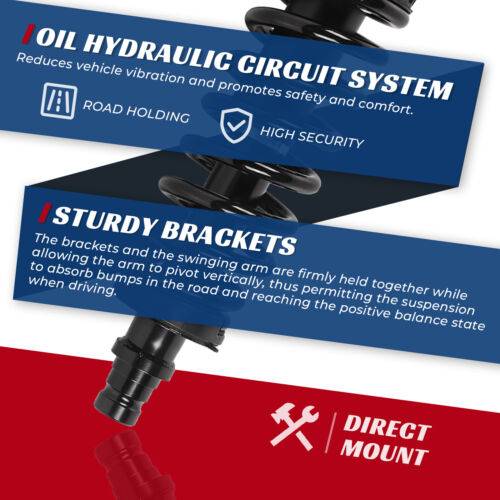 OIL HYDRAULIC CIRCUIT SYSTEM
Reduces vehicle vibration and promotes safety and comfort.
ROAD HOLDING
HIGH SECURITY
STURDY BRACKETS
The brackets and the swinging arm are firmly held together while
allowing the arm to pivot vertically, thus permitting the suspension
to absorb bumps in the road and reaching the positive balance state
when driving.
DIRECT
MOUNT